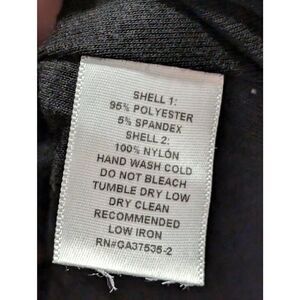 SHELL 1:
95% POLYESTER
5% SPANDEX
SHELL 2:
100% NYLON
HAND WASH COLD
DO NOT BLEACH
TUMBLE DRY LOW
DRY CLEAN
RECOMMENDED
LOW IRON
RN#GA37535-2